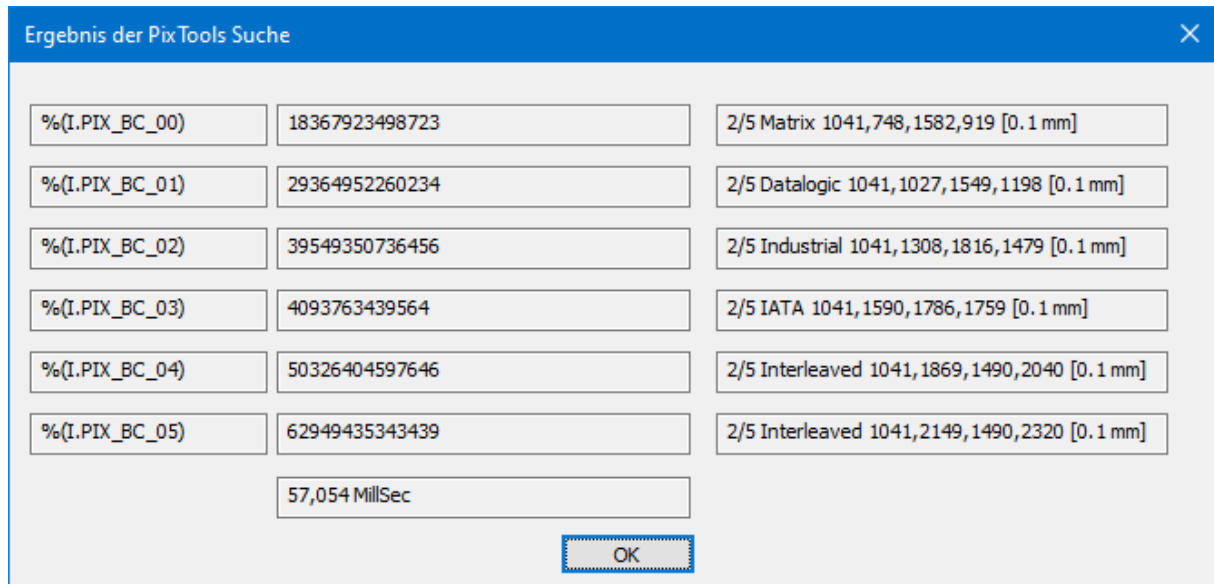 Ergebnis der PixTools Suche
%(I.PIX_BC_00) 18367923498723 2/5 Matrix 1041,748,1582,919 [0.1 mm]
%(I.PIX_BC_01) 29364952260234 2/5 Datalogic 1041,1027,1549,1198 [0.1 mm]
%(I.PIX_BC_02) 39549350736456 2/5 Industrial 1041,1308,1816,1479 [0.1 mm]
%(I.PIX_BC_03) 4093763439564 2/5 IATA 1041,1590,1786,1759 [0.1 mm]
%(I.PIX_BC_04) 50326404597646 2/5 Interleaved 1041,1869,1490,2040 [0.1 mm]
%(I.PIX_BC_05) 62949435343439 2/5 Interleaved 1041,2149,1490,2320 [0.1 mm]
57,054 MillSec
OK